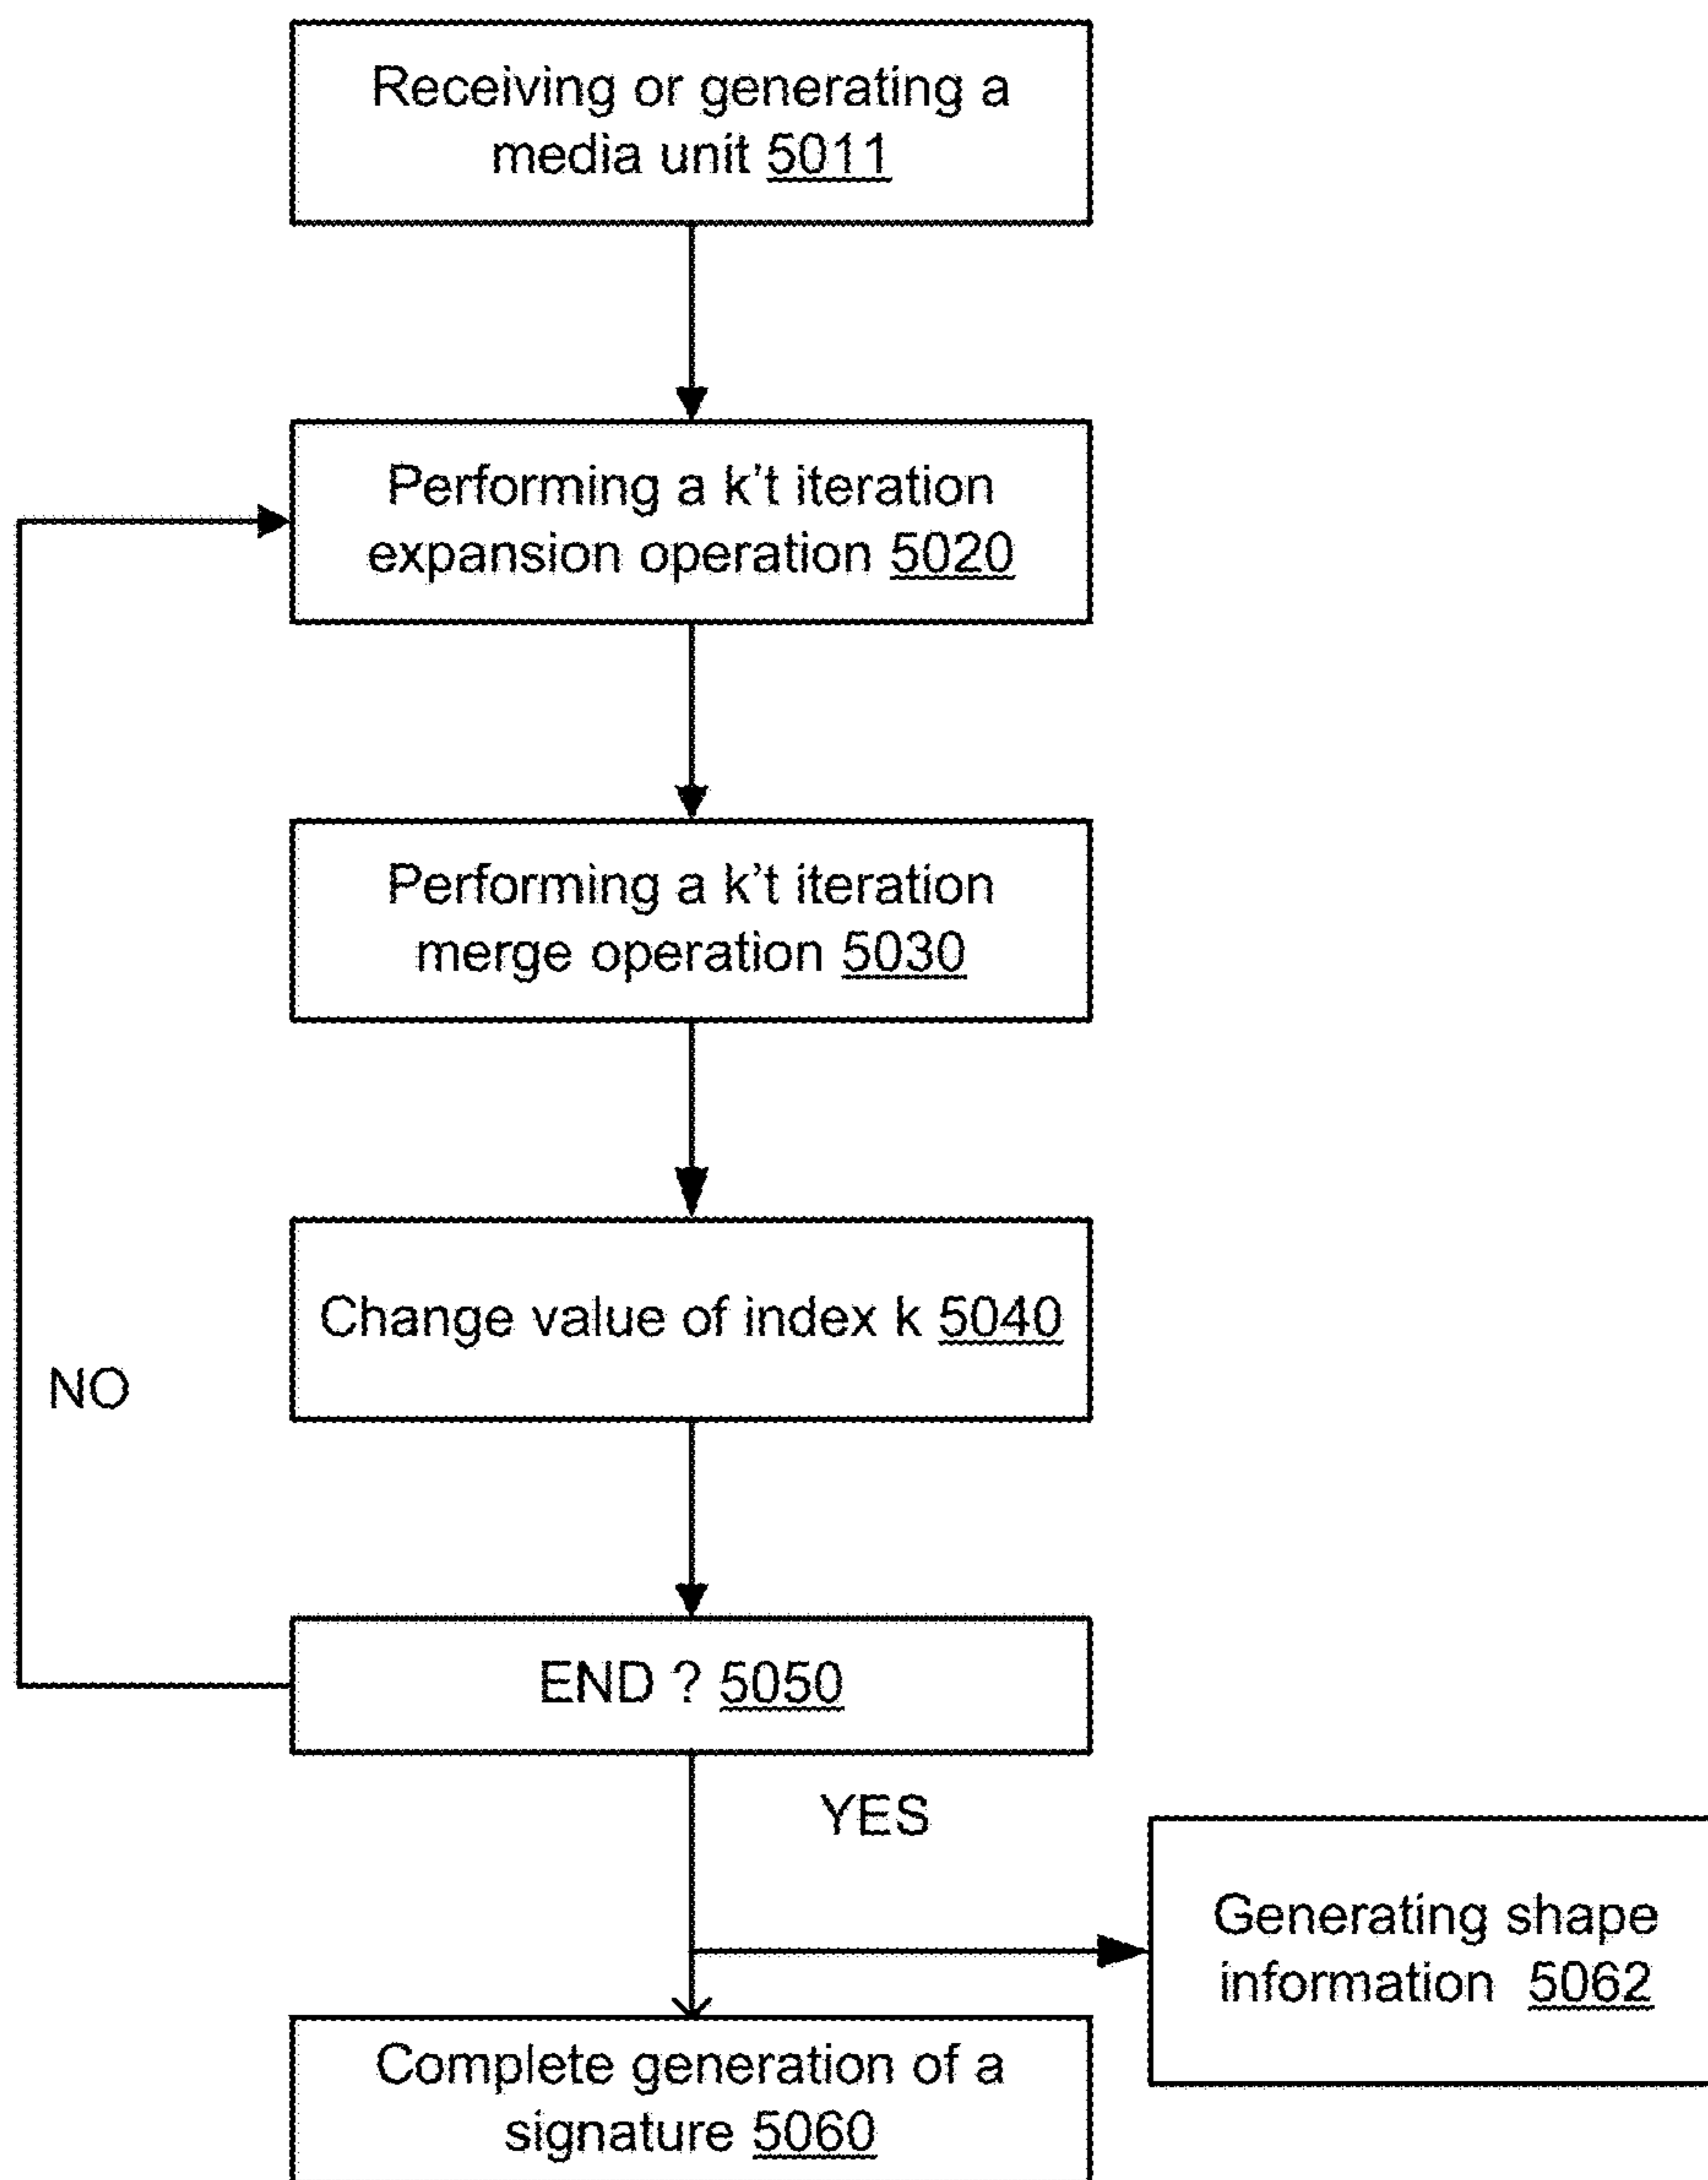 Receiving or generating a
media unit 5011
Performing a k't iteration
expansion operation 5020
Performing a k't iteration
merge operation 5030
Change value of index k 5040
NO
END ? 5050
YES
Generating shape
information 5062
Complete generation of a
signature 5060